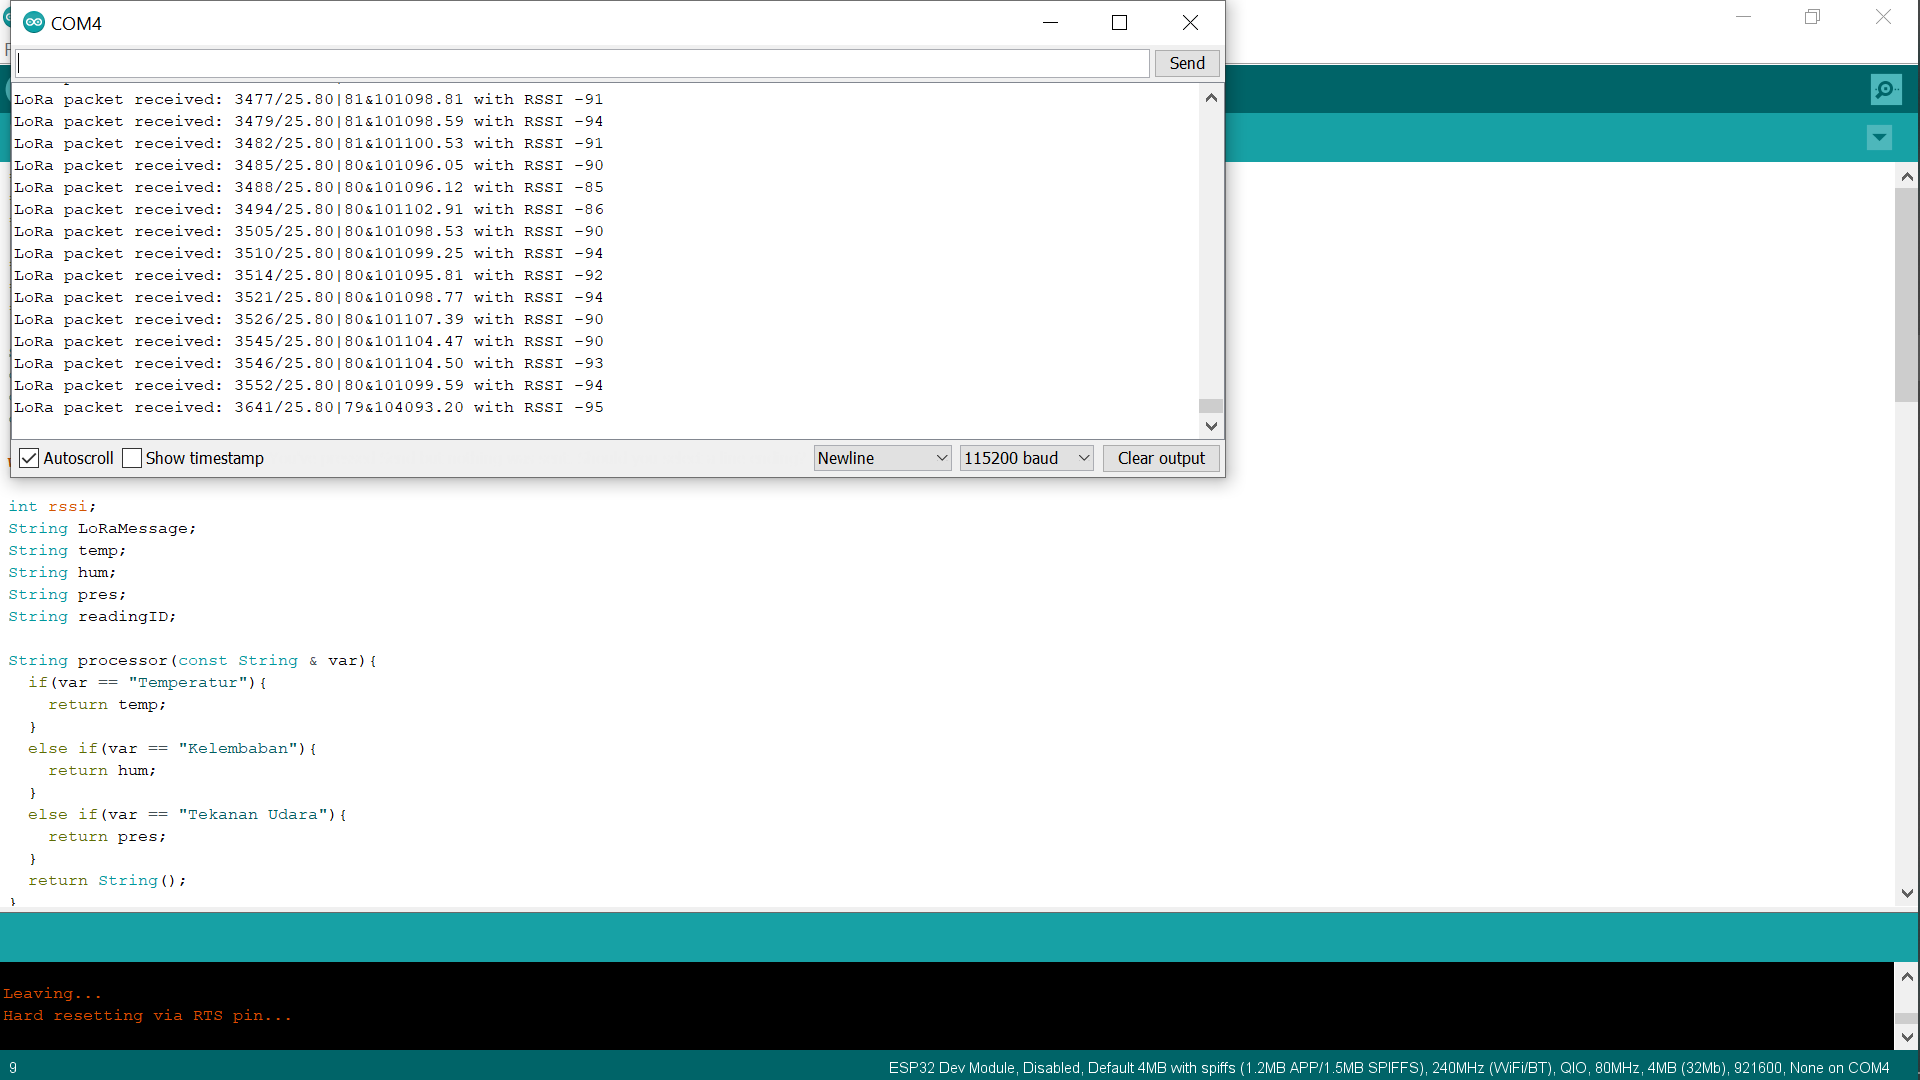 COM4
Send
LoRa packet received: 3477/25.80|81&101098.81 with RSSI -91
LoRa packet received: 3479/25.80|81&101098.59 with RSSI -94
LoRa packet received: 3482/25.80|81&101100.53 with RSSI -91
LoRa packet received: 3485/25.80|80&101096.05 with RSSI -90
LoRa packet received: 3488/25.80|80&101096.12 with RSSI -85
LoRa packet received: 3494/25.80|80&101102.91 with RSSI -86
LoRa packet received: 3505/25.80|80&101098.53 with RSSI -90
LoRa packet received: 3510/25.80|80&101099.25 with RSSI -94
LoRa packet received: 3514/25.80|80&101095.81 with RSSI -92
LoRa packet received: 3521/25.80|80&101098.77 with RSSI -94
LoRa packet received: 3526/25.80|80&101107.39 with RSSI -90
LoRa packet received: 3545/25.80|80&101104.47 with RSSI -90
LoRa packet received: 3546/25.80|80&101104.50 with RSSI -93
LoRa packet received: 3552/25.80|80&101099.59 with RSSI -94
LoRa packet received: 3641/25.80|79&104093.20 with RSSI -95
Autoscroll Show timestamp Newline 115200 baud Clear output
int rssi;
String LoRaMessage;
String temp;
String hum;
String pres;
String readingID;
String processor(const String & var){
if(var == "Temperatur"){
return temp;
}
else if(var == "Kelembaban"){
return hum;
}
else if(var == "Tekanan Udara"){
return pres;
}
return String();
}
Leaving...
Hard resetting via RTS pin...
9 ESP32 Dev Module, Disabled, Default 4MB with spiffs (1.2MB APP/1.5MB SPIFFS), 240MHz (WiFi/BT), QIO, 80MHz, 4MB (32Mb), 921600, None on COM4